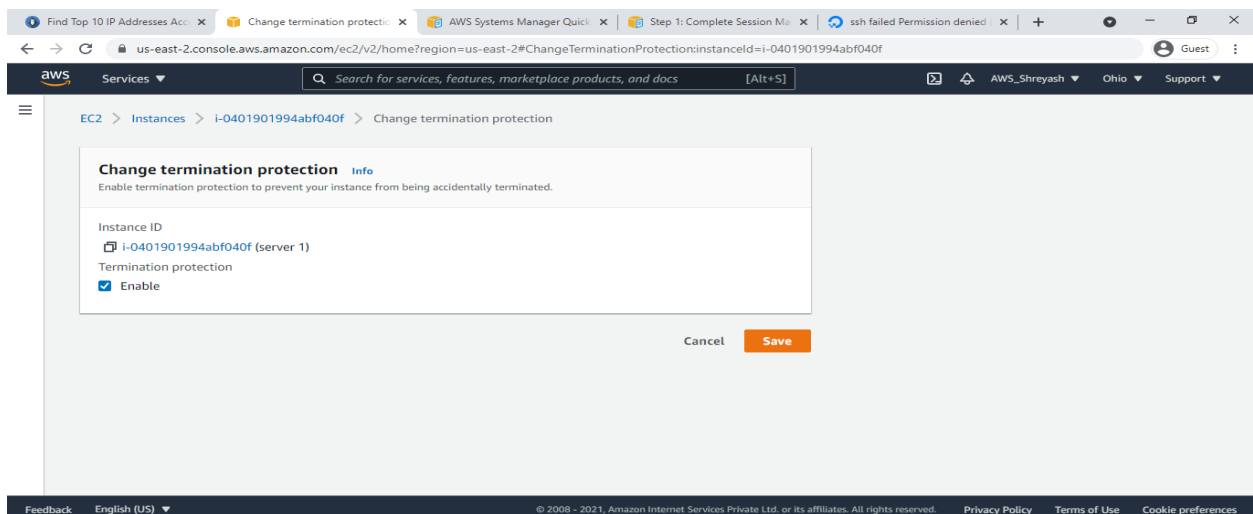 Find Top 10 IP Addresses Acc Change termination protectio AWS Systems Manager Quick Step 1: Complete Session Ma ssh failed Permission denied
us-east-2.console.aws.amazon.com/ec2/v2/home?region=us-east-2#ChangeTerminationProtection:instanceId=i-0401901994abf040f Guest
aws Services Search for services, features, marketplace products, and docs [Alt+S] AWS_Shreyash Ohio Support
EC2 > Instances > i-0401901994abf040f > Change termination protection
Change termination protection Info
Enable termination protection to prevent your instance from being accidentally terminated.
Instance ID
i-0401901994abf040f (server 1)
Termination protection
Enable
Cancel Save
Feedback English (US) © 2008 - 2021, Amazon Internet Services Private Ltd. or its affiliates. All rights reserved. Privacy Policy Terms of Use Cookie preferences